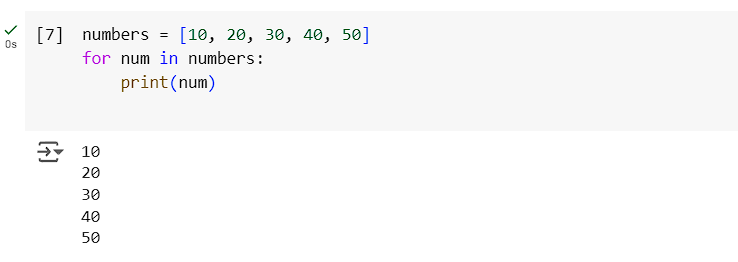 [7] numbers = [10, 20, 30, 40, 50]
0s
for num in numbers:
    print(num)
10
20
30
40
50